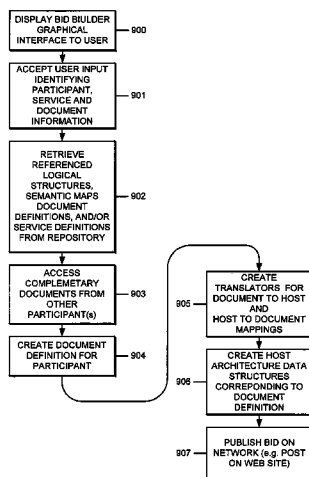 DISPLAY BID BIULDER
GRAPHICAL
INTERFACE TO USER
900
ACCEPT USER INPUT
IDENTIFYING
PARTICIPANT,
SERVICE AND
DOCUMENT
INFORMATION
901
RETRIEVE
REFERENCED
LOGICAL
STRUCTURES,
SEMANTIC MAPS
DOCUMENT
DEFINITIONS, AND/OR
SERVICE DEFINITIONS
FROM REPOSITORY
902
ACCESS
COMPLEMETARY
DOCUMENTS FROM
OTHER
PARTICIPANT(s)
903
CREATE DOCUMENT
DEFINITION FOR
PARTICIPANT
904
CREATE
TRANSLATORS FOR
DOCUMENT TO HOST
AND
HOST TO DOCUMENT
MAPPINGS
905
CREATE HOST
ARCHITECTURE DATA
STRUCTURES
CORREPONDING TO
DOCUMENT
DEFINITION
906
PUBLISH BID ON
NETWORK (e.g. POST
ON WEB SITE)
907